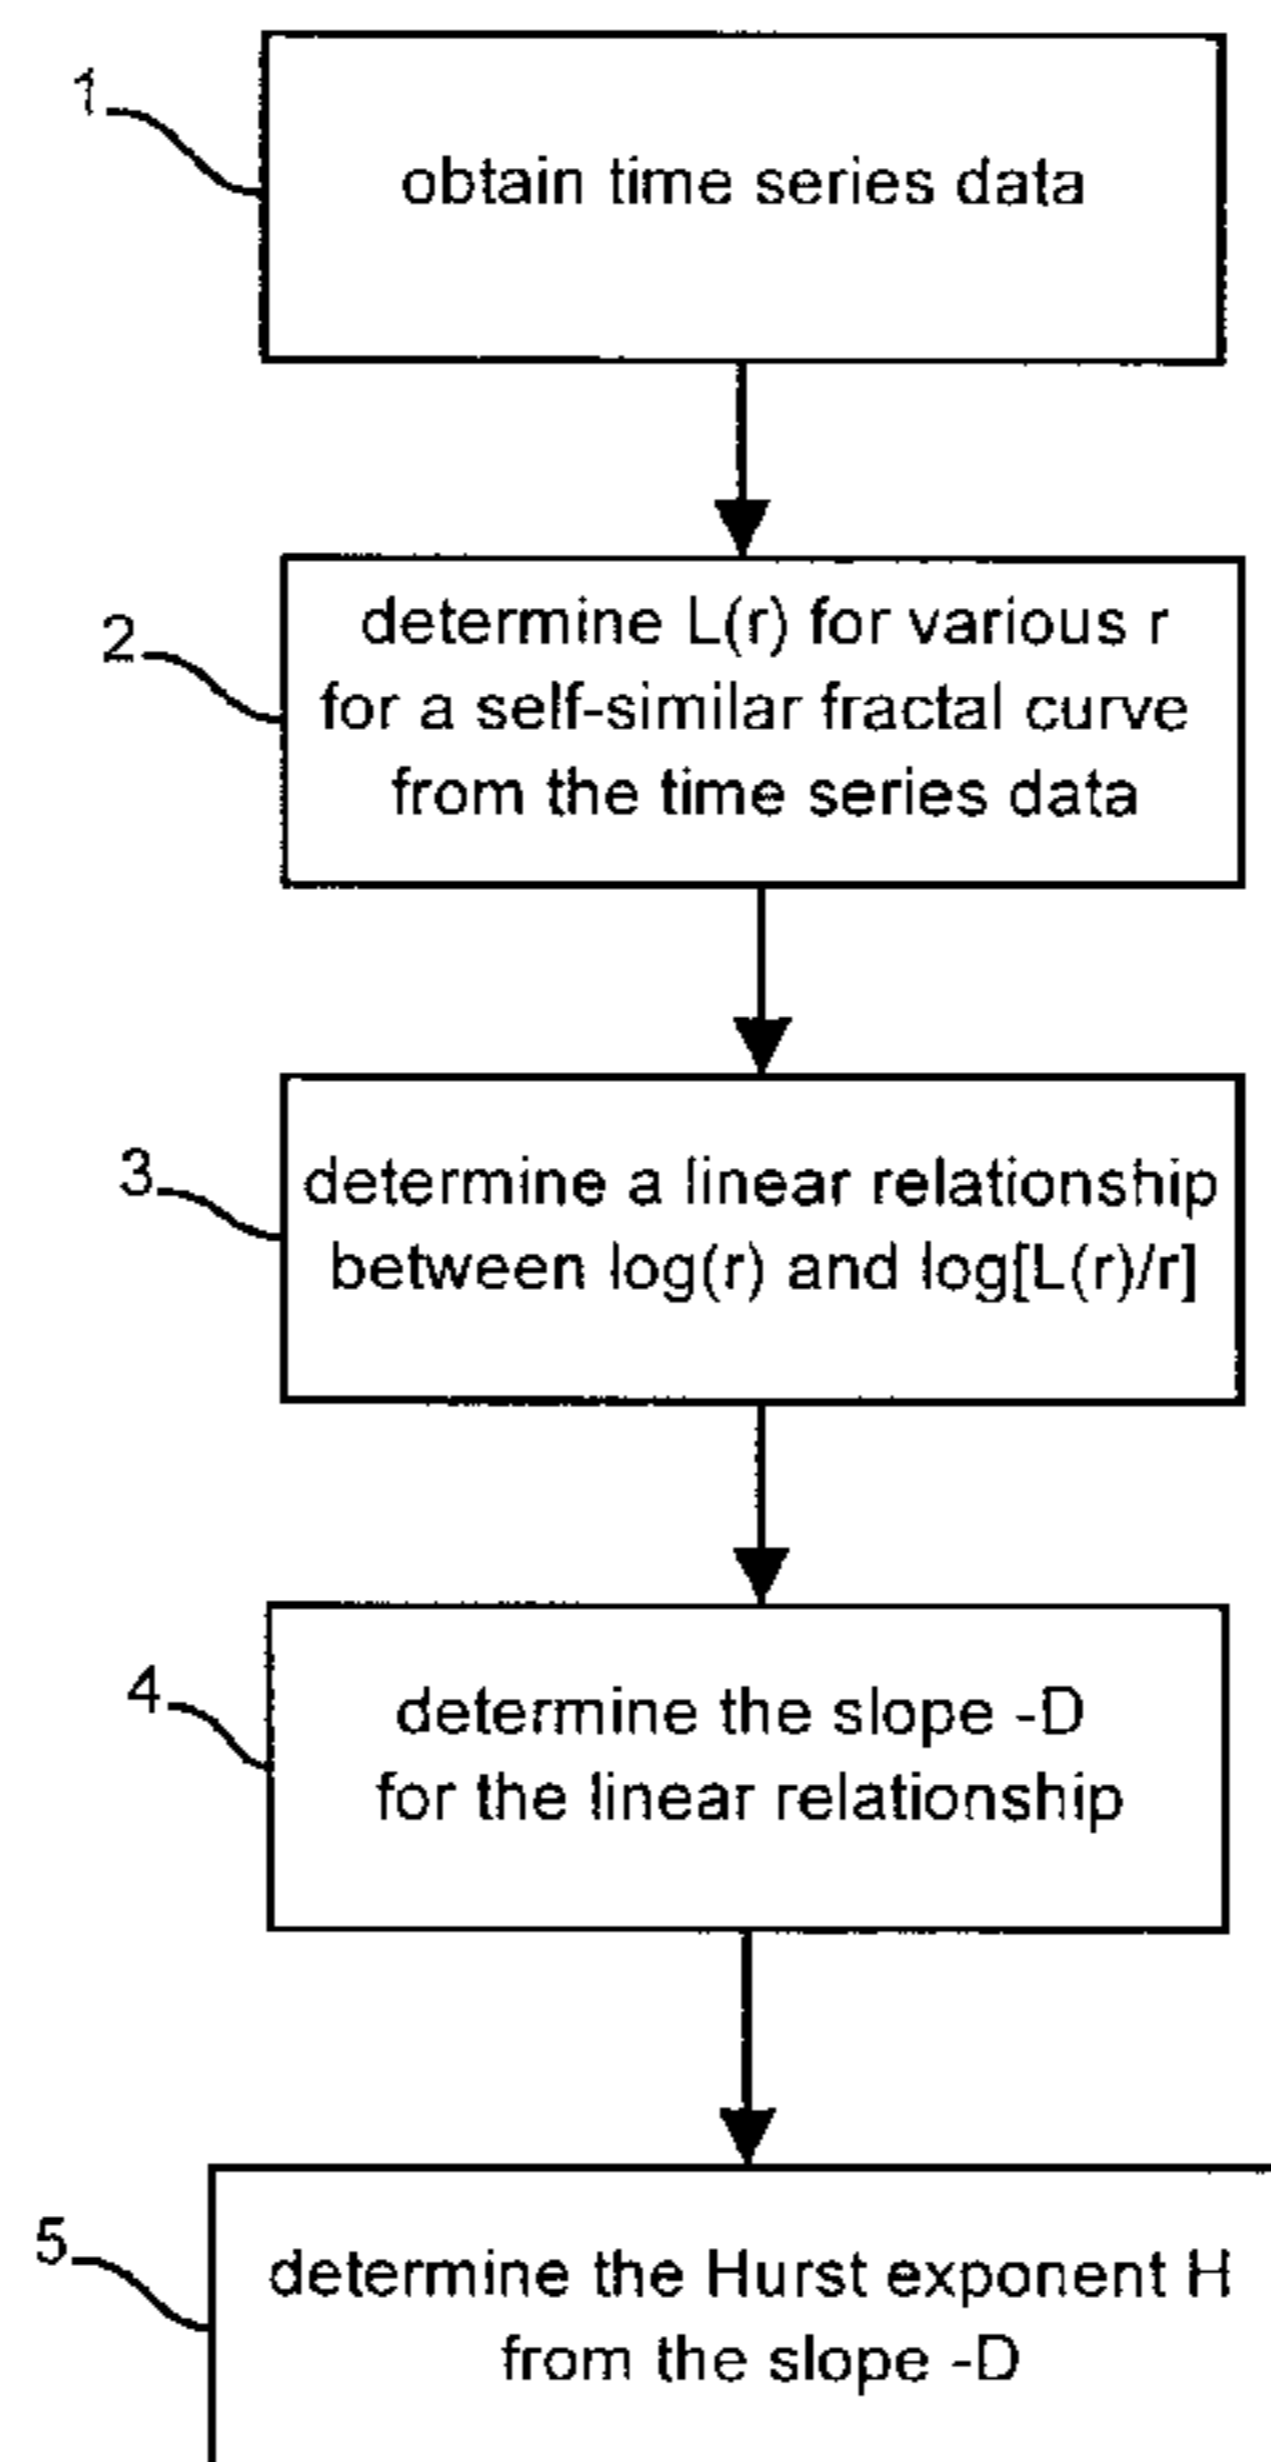 1
obtain time series data
2
determine L(r) for various r
for a self-similar fractal curve
from the time series data
3
determine a linear relationship
between log(r) and log[L(r)/r]
4
determine the slope -D
for the linear relationship
5
determine the Hurst exponent H
from the slope -D